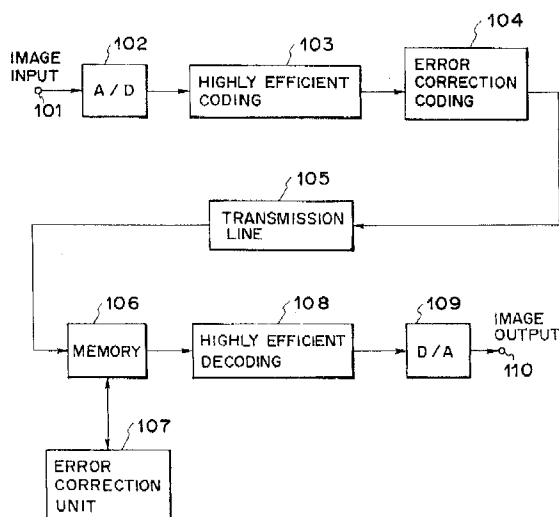 IMAGE
INPUT
101
102
A/D
103
HIGHLY EFFICIENT
CODING
104
ERROR
CORRECTION
CODING
105
TRANSMISSION
LINE
106
MEMORY
108
HIGHLY EFFICIENT
DECODING
109
D/A
IMAGE
OUTPUT
110
107
ERROR
CORRECTION
UNIT